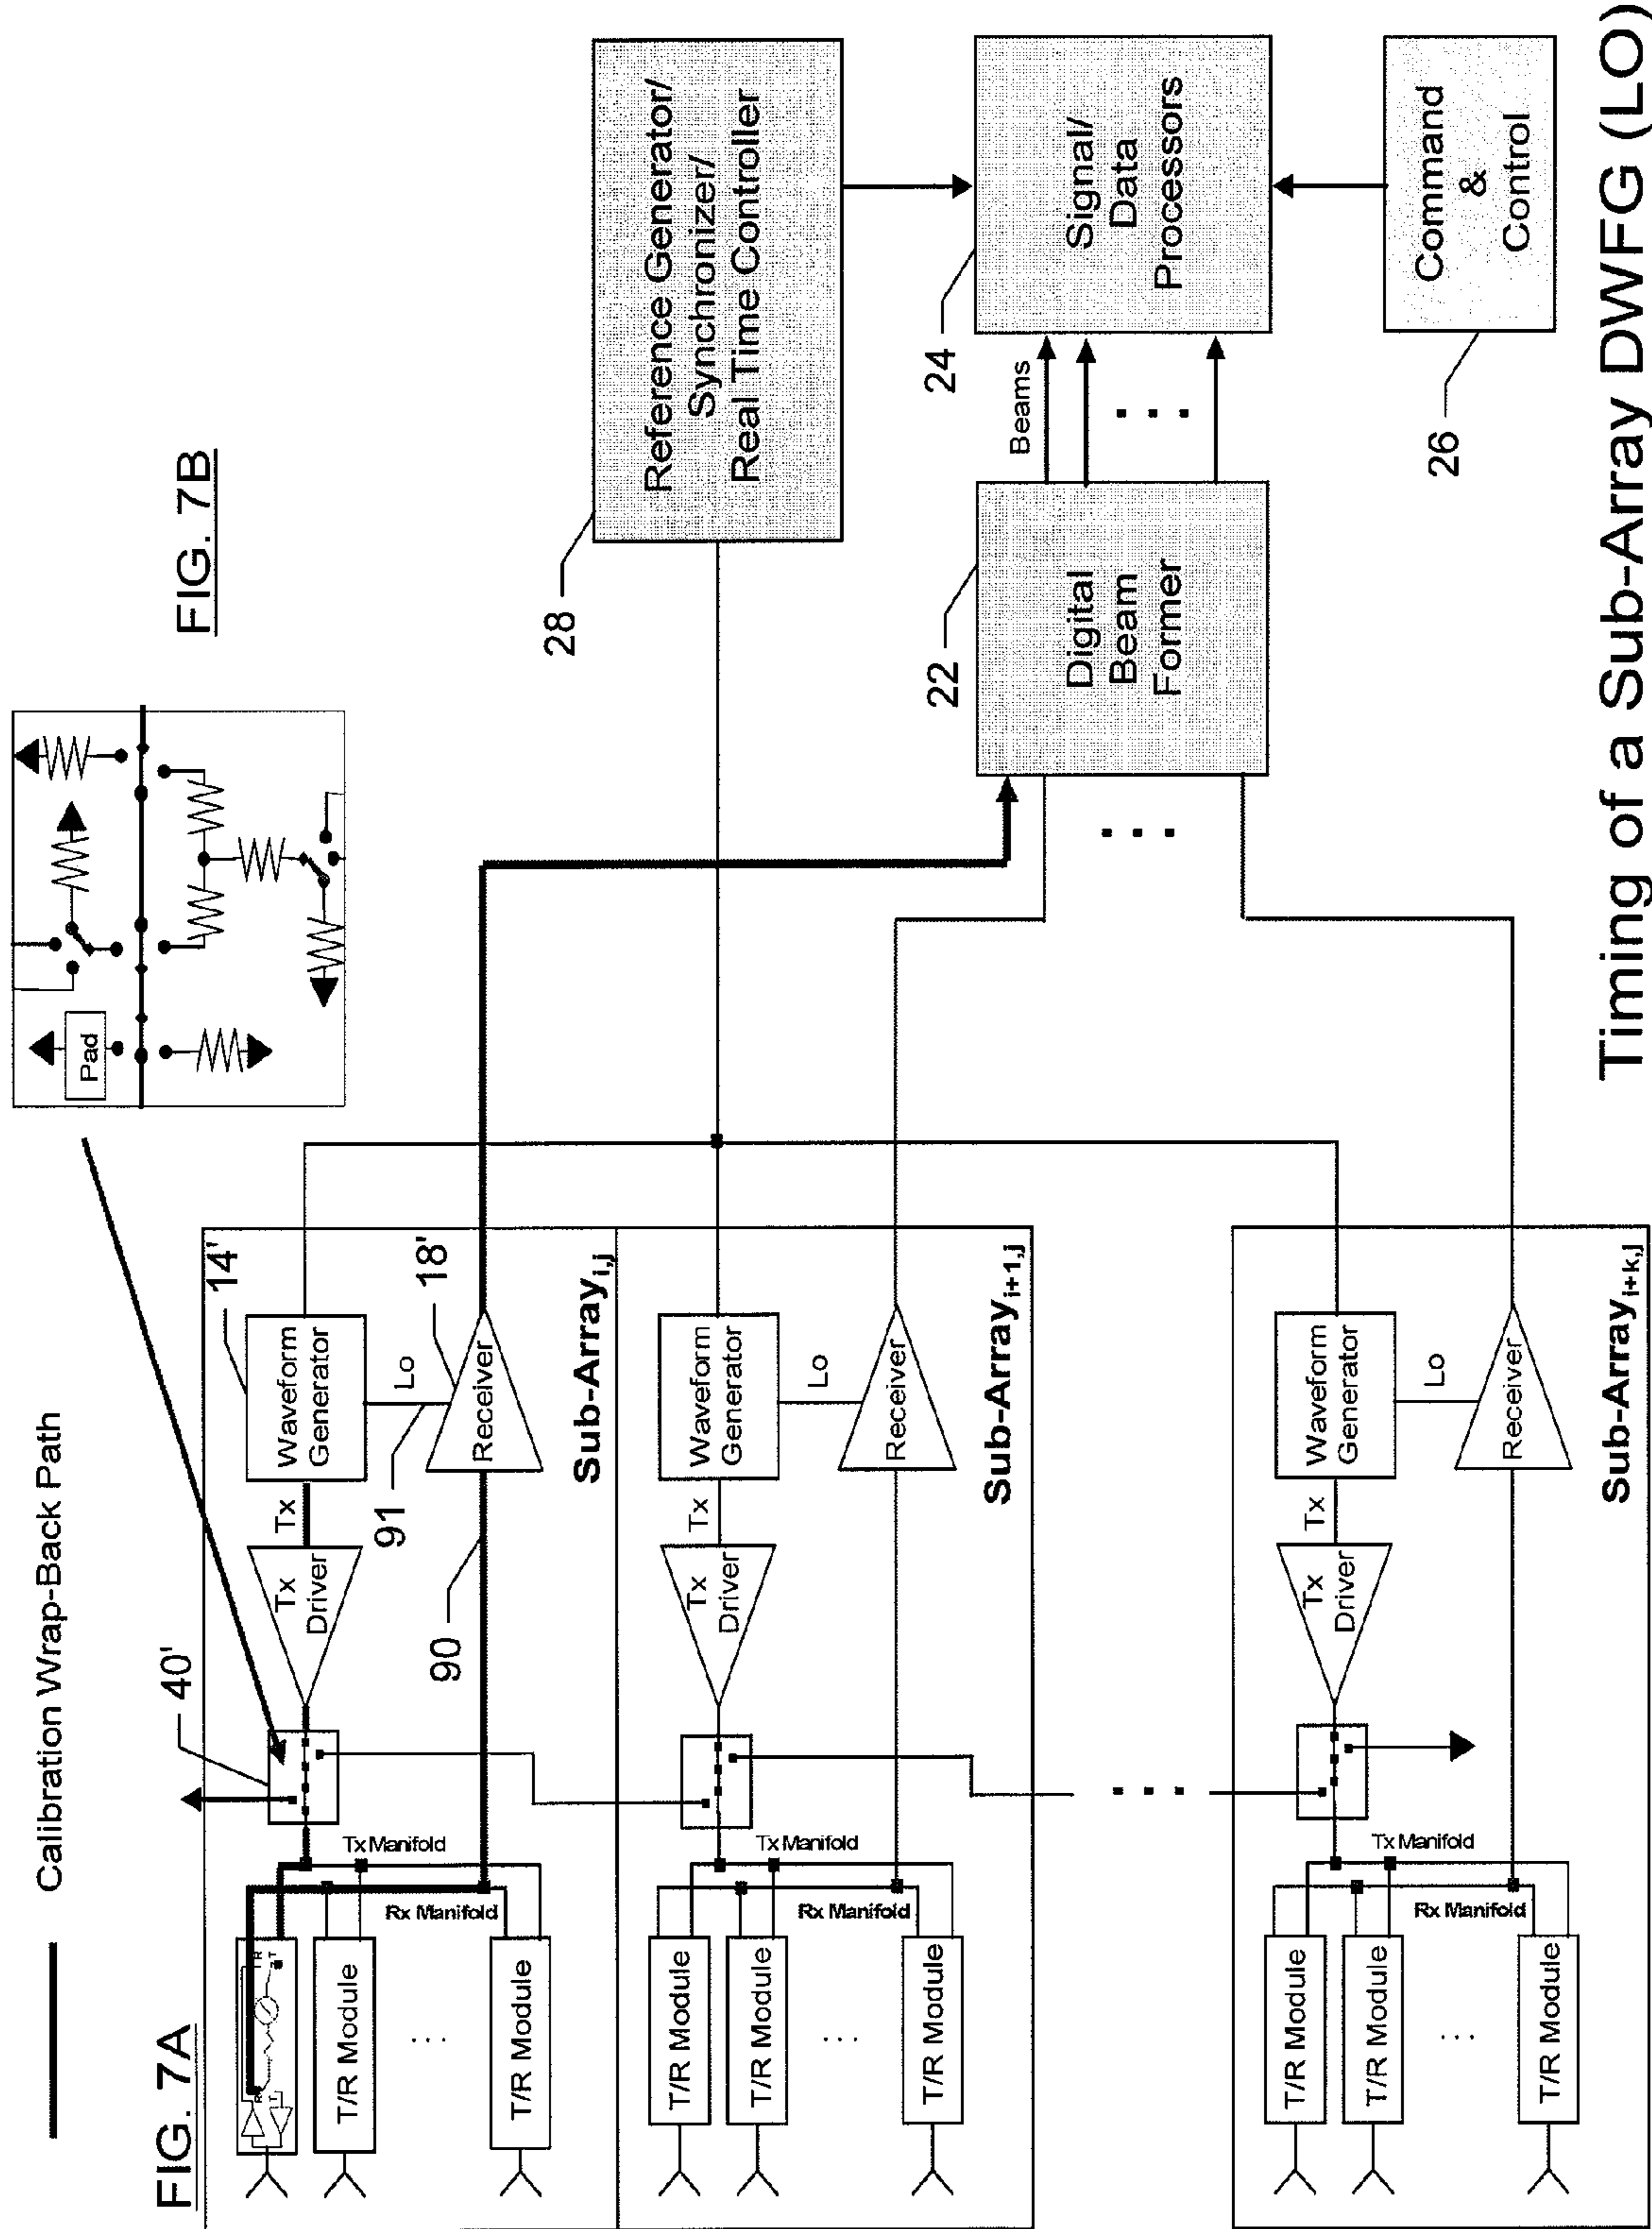 Calibration Wrap-Back Path
FIG. 7A
FIG. 7B
Pad
40'
14'
Tx
Driver
Tx
Waveform
Generator
Lo
91
18'
Receiver
90
Tx Manifold
Rx Manifold
R
T
R
T
T/R Module
...
T/R Module
Sub-Array i,j
Tx
Driver
Tx
Waveform
Generator
Lo
Receiver
Tx Manifold
Rx Manifold
T/R Module
T/R Module
...
T/R Module
Sub-Array i+1,j
...
Tx
Driver
Tx
Waveform
Generator
Lo
Receiver
Tx Manifold
Rx Manifold
T/R Module
T/R Module
...
T/R Module
Sub-Array i+k,j
28
Reference Generator/
Synchronizer/
Real Time Controller
...
22
Digital
Beam
Former
Beams
...
24
Signal/
Data
Processors
26
Command
&
Control
Timing of a Sub-Array DWFG (LO)